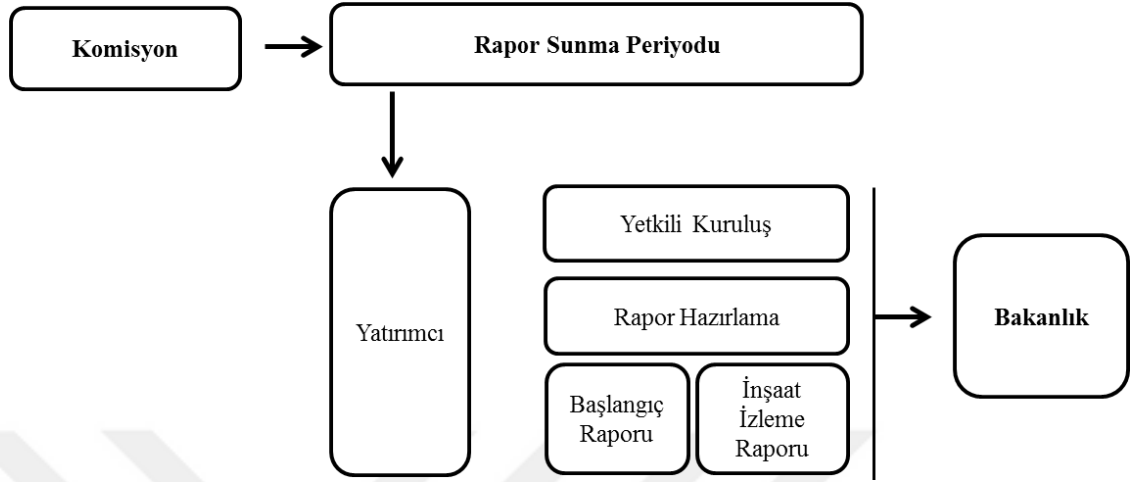 Komisyon
Rapor Sunma Periyodu
Yatırımcı
Yetkili Kuruluş
Rapor Hazırlama
Başlangıç
Raporu
İnşaat
İzleme
Raporu
Bakanlık